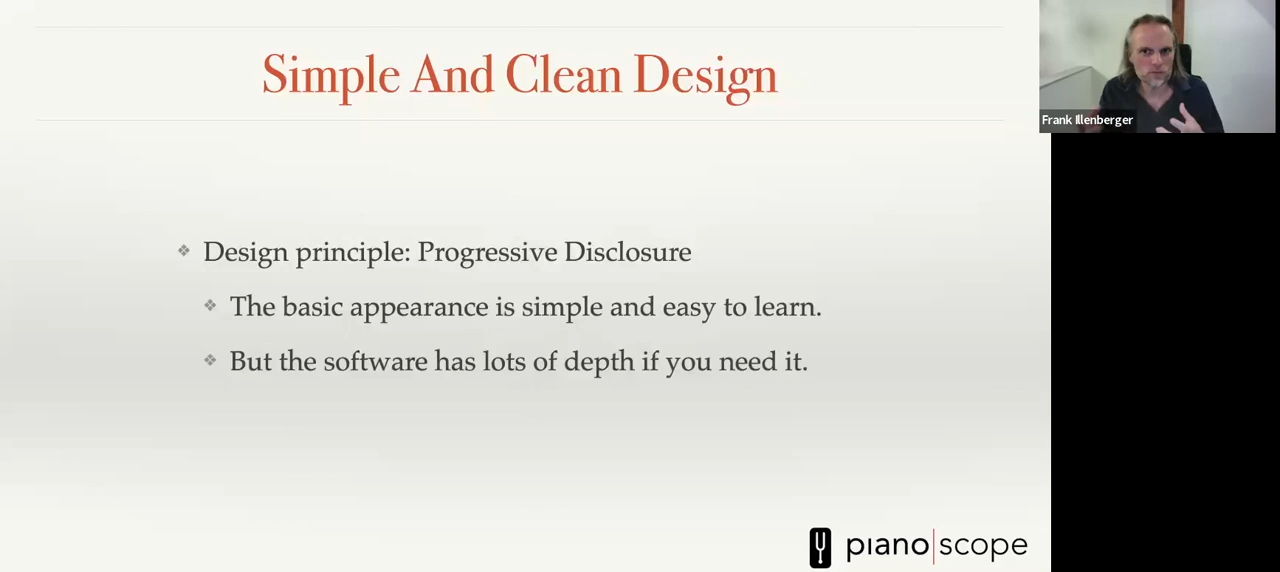 Simple And Clean Design
Frank Illenberger
Design principle: Progressive Disclosure
The basic appearance is simple and easy to learn.
But the software has lots of depth if you need it.
piano|scope